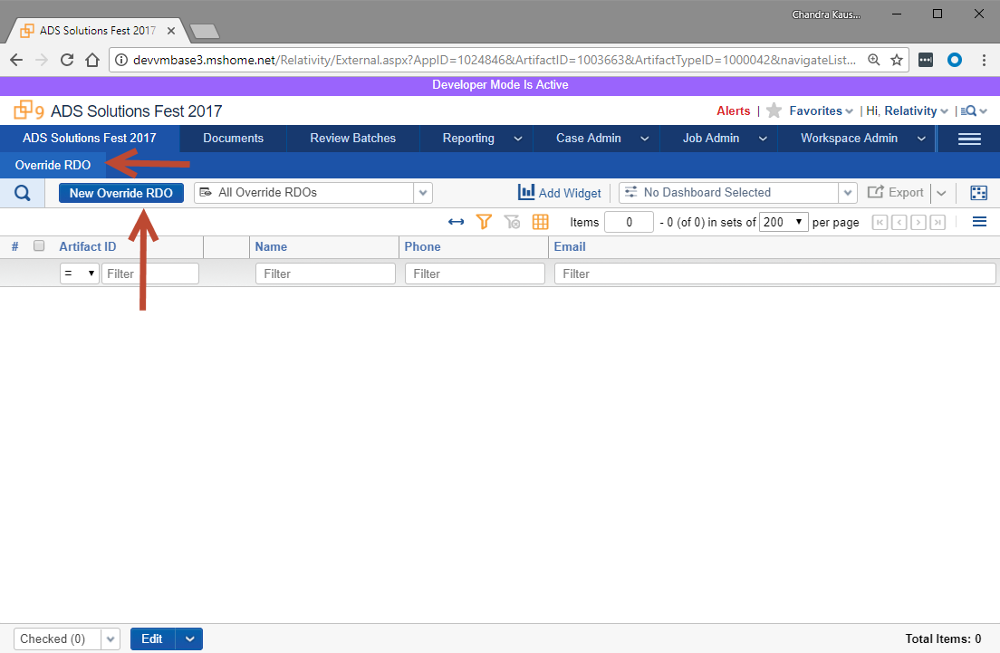 Chandra Kaus...
ADS Solutions Fest 2017
devvmbase3.mshome.net/Relativity/External.aspx?AppID=1024846&ArtifactID=1003663&ArtifactTypeID=1000042&navigateList...
Developer Mode Is Active
9 ADS Solutions Fest 2017 Alerts | Favorites | Hi, Relativity |
ADS Solutions Fest 2017 Documents Review Batches Reporting Case Admin Job Admin Workspace Admin
Override RDO
New Override RDO All Override RDOs Add Widget No Dashboard Selected Export
Items 0 - 0 (of 0) in sets of 200 per page
# Artifact ID Name Phone Email
= Filter Filter Filter Filter
Checked (0) Edit Total Items: 0